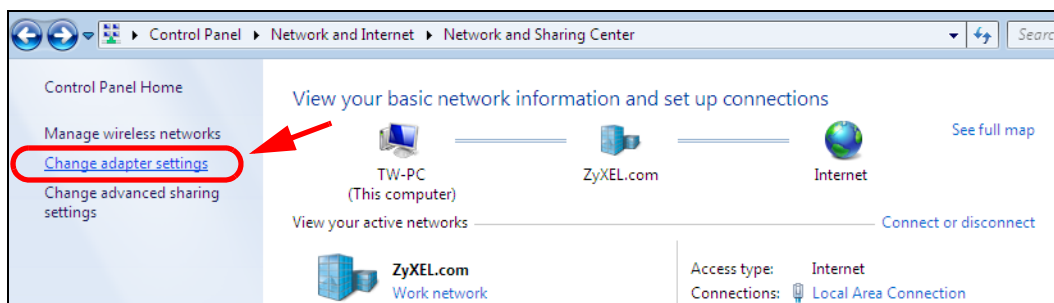 Control Panel ▸ Network and Internet ▸ Network and Sharing Center
Control Panel Home
Manage wireless networks
Change adapter settings
Change advanced sharing
settings
View your basic network information and set up connections
See full map
TW-PC
(This computer)
ZyXEL.com
Internet
View your active networks
Connect or disconnect
ZyXEL.com
Work network
Access type: Internet
Connections: Local Area Connection